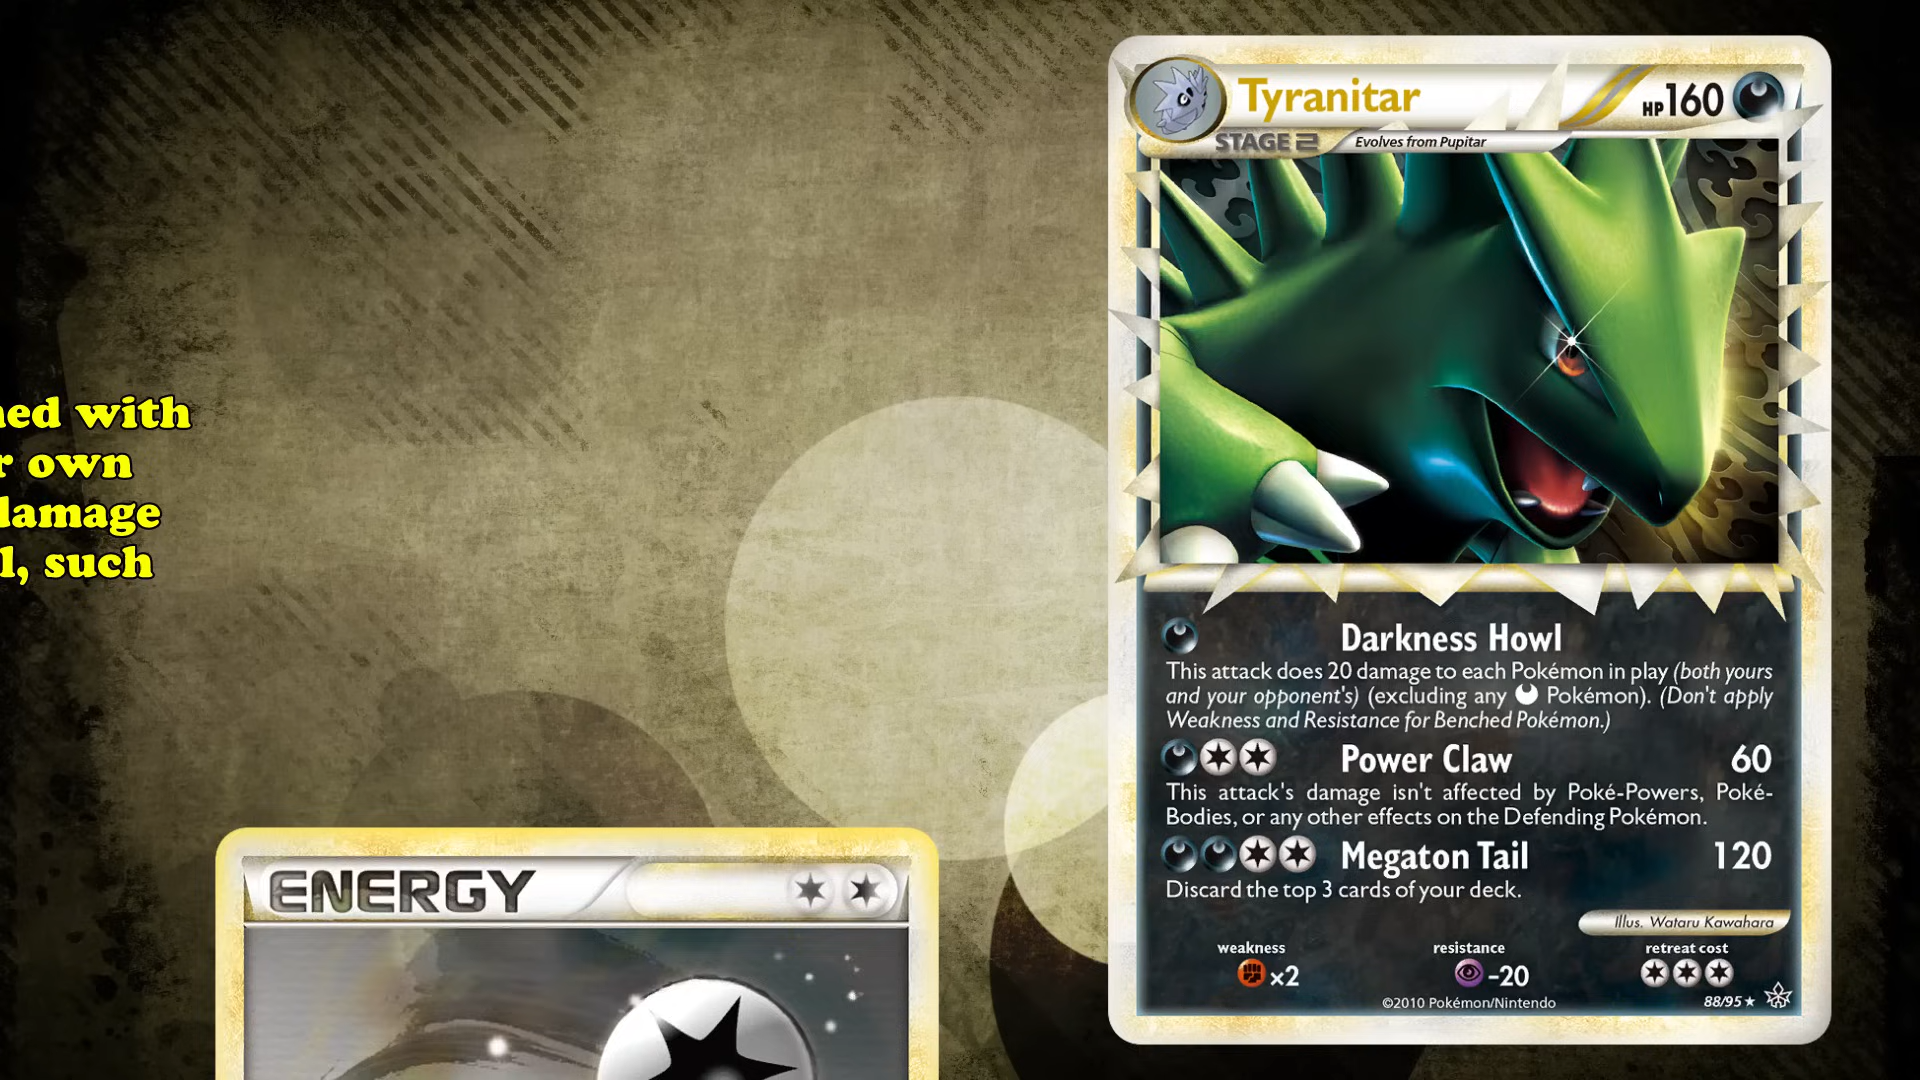 Tyranitar
HP 160
STAGE 2
Evolves from Pupitar
with
own
damage
such
Darkness Howl
This attack does 20 damage to each Pokémon in play (both yours
and your opponent's) (excluding any Pokémon). (Don't apply
Weakness and Resistance for Benched Pokémon.)
Power Claw 60
This attack's damage isn't affected by Poké-Powers, Poké-
Bodies, or any other effects on the Defending Pokémon.
Megaton Tail 120
Discard the top 3 cards of your deck.
Illus. Wataru Kawahara
weakness resistance retreat cost
×2 -20
©2010 Pokémon/Nintendo 88/95 ★
ENERGY